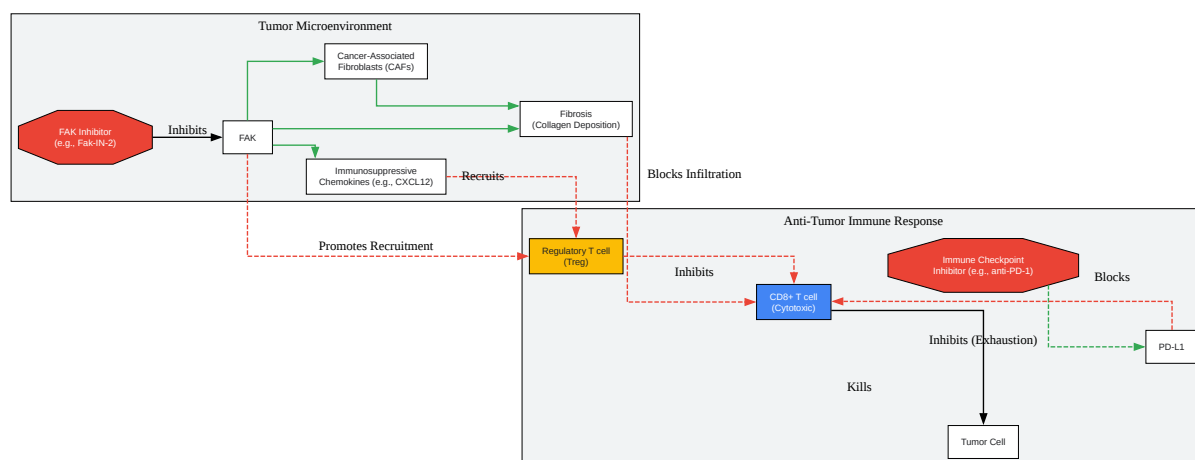 Tumor Microenvironment
Cancer-Associated
Fibroblasts (CAFs)
Fibrosis
(Collagen Deposition)
FAK Inhibitor
(e.g., Fak-IN-2)
Inhibits
FAK
Immunosuppressive
Chemokines (e.g., CXCL12)
Recruits
Blocks Infiltration
Anti-Tumor Immune Response
Promotes Recruitment
Regulatory T cell
(Treg)
Inhibits
Immune Checkpoint
Inhibitor (e.g., anti-PD-1)
Blocks
CD8+ T cell
(Cytotoxic)
Inhibits (Exhaustion)
PD-L1
Kills
Tumor Cell